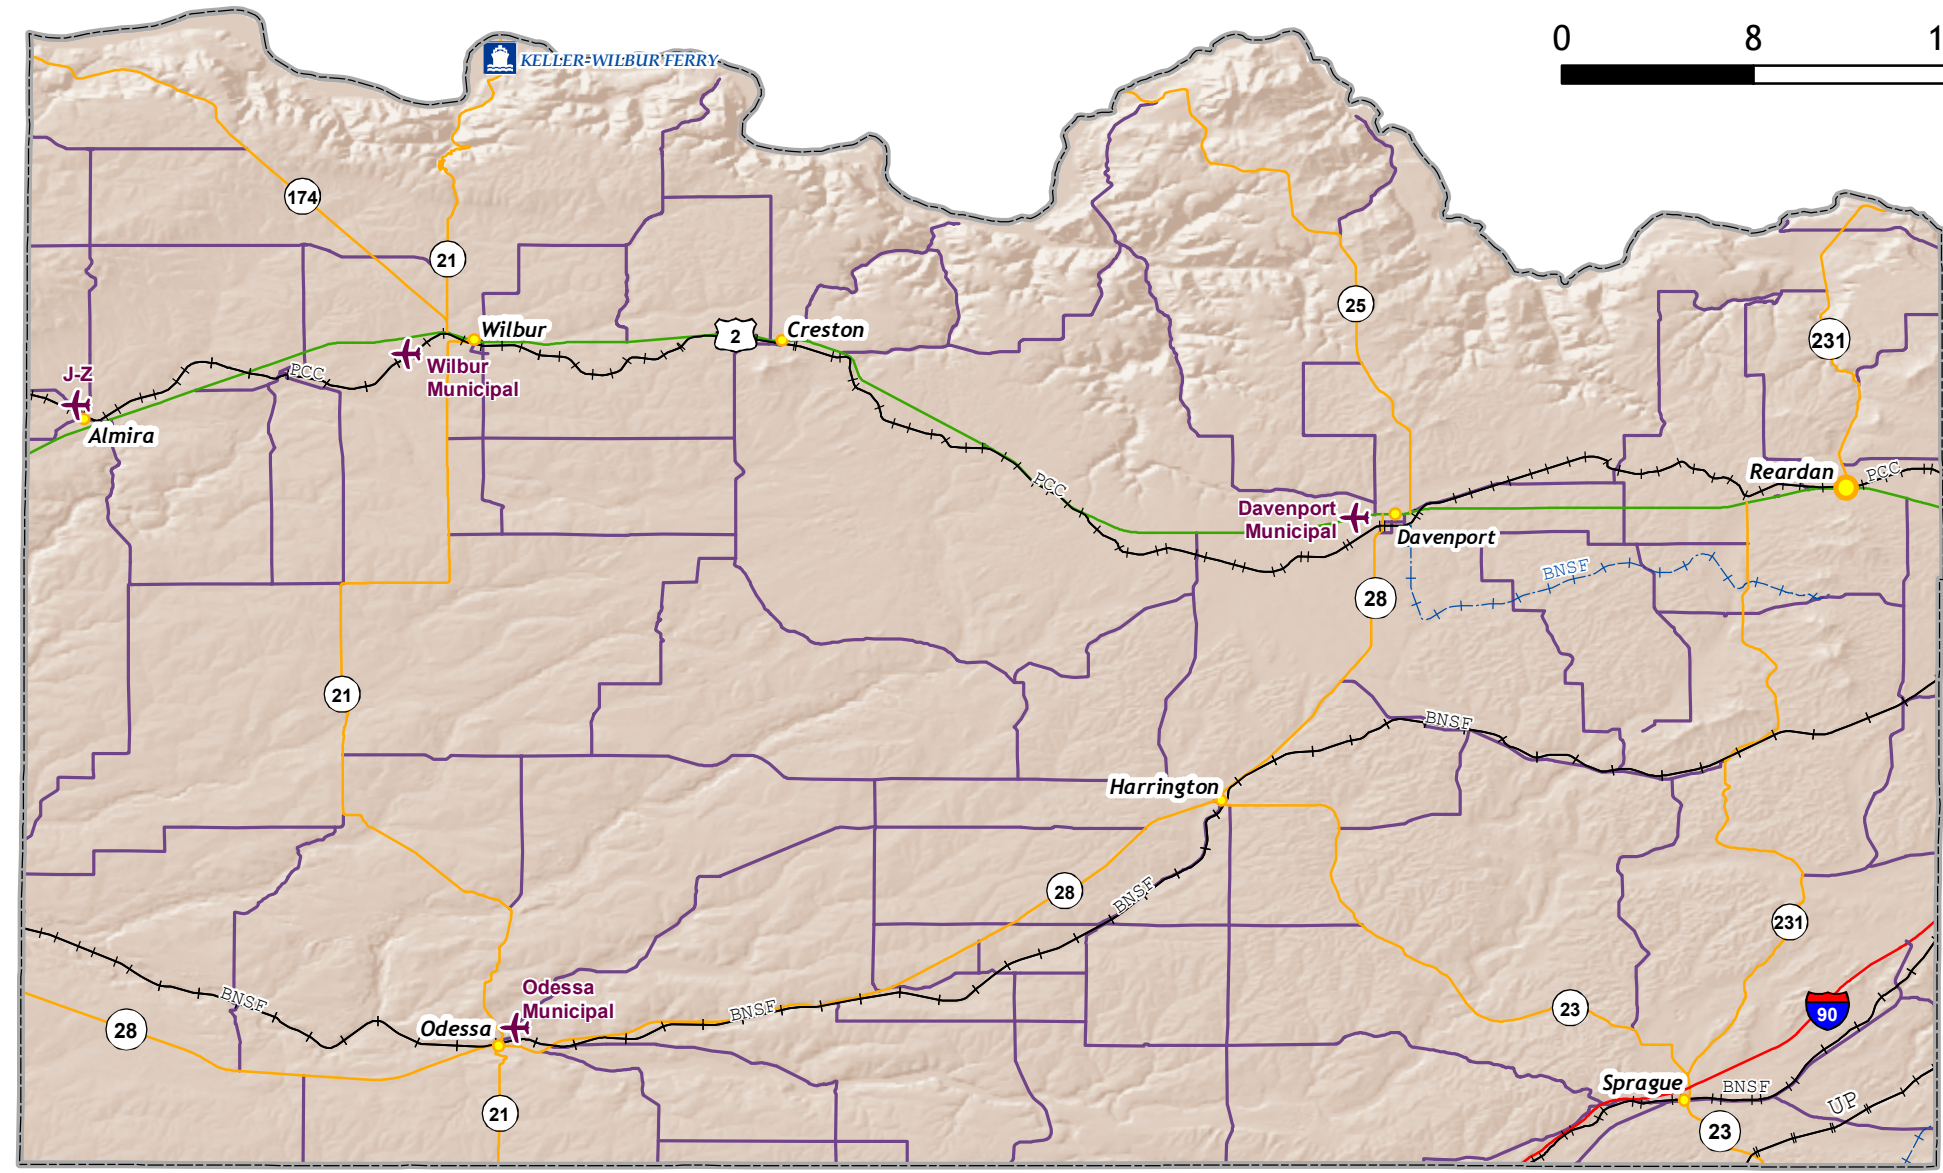 0 8 1
KELLER-WILBUR FERRY
174
21
25
231
2
Wilbur
Creston
PCC
Wilbur
Municipal
J-Z
Almira
PCC
Reardan
PCC
Davenport
Municipal
Davenport
BNSF
28
21
BNSF
Harrington
28
BNSF
231
BNSF
Odessa
Municipal
BNSF
Odessa
28
23
90
21
Sprague
BNSF
UP
23